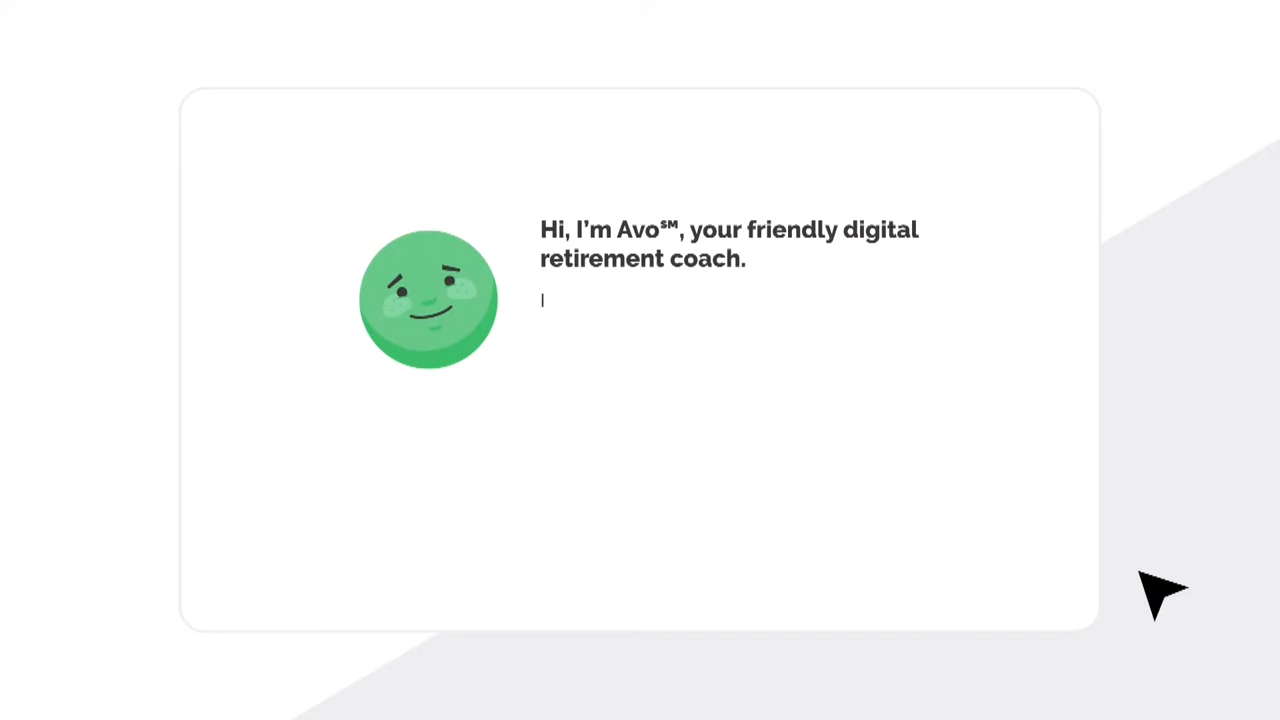 Hi, I’m Avo℠, your friendly digital
retirement coach.